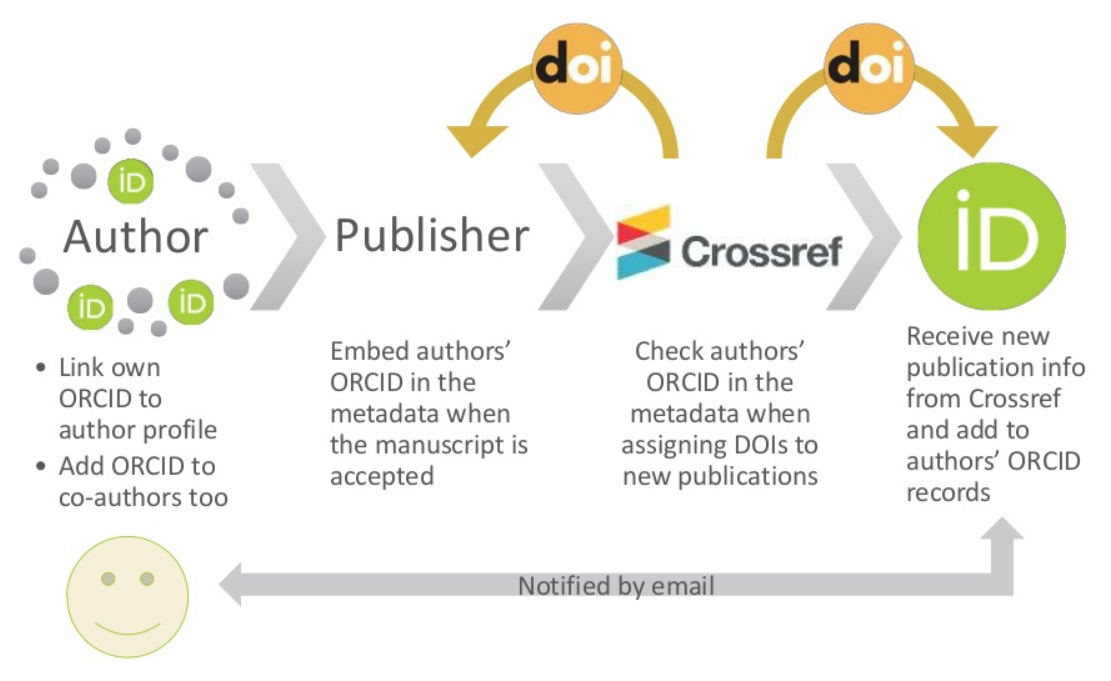 doi
doi
iD
Author
iD
iD
Publisher
Crossref
iD
• Link own
ORCID to
author profile
• Add ORCID to
co-authors too
Embed authors’
ORCID in the
metadata when
the manuscript is
accepted
Check authors’
ORCID in the
metadata when
assigning DOIs to
new publications
Receive new
publication info
from Crossref
and add to
authors’ ORCID
records
Notified by email